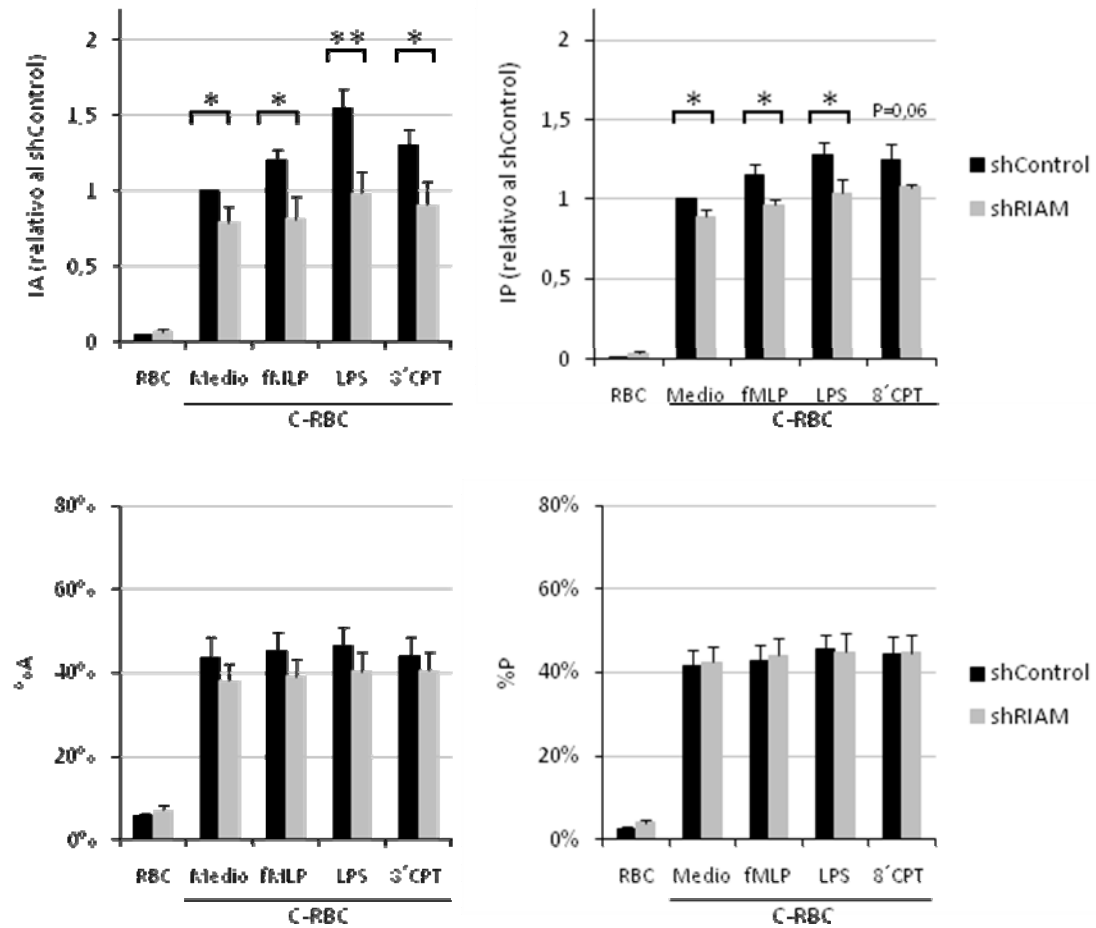 IA (relativo al shControl)
2
1,5
1
0,5
0
*
*
**
*
RBC Medio fMLP LPS 8´CPT
C-RBC
IP (relativo al shControl)
2
1,5
1
0,5
0
*
*
*
P=0,06
RBC Medio fMLP LPS 8´CPT
C-RBC
shControl
shRIAM
%A
80%
60%
40%
20%
0%
RBC Medio fMLP LPS 8´CPT
C-RBC
%P
80%
60%
40%
20%
0%
RBC Medio fMLP LPS 8´CPT
C-RBC
shControl
shRIAM